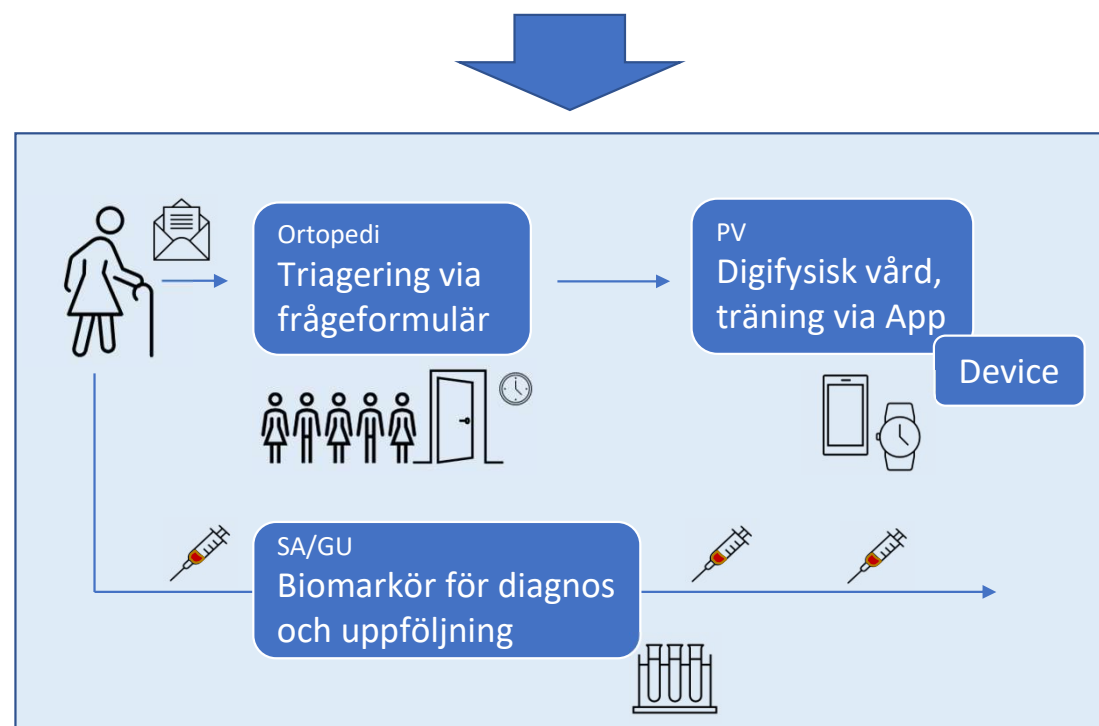 Ortopedi
Triagering via
frågeformulär
PV
Digifysisk vård,
träning via App
Device
SA/GU
Biomarkör för diagnos
och uppföljning